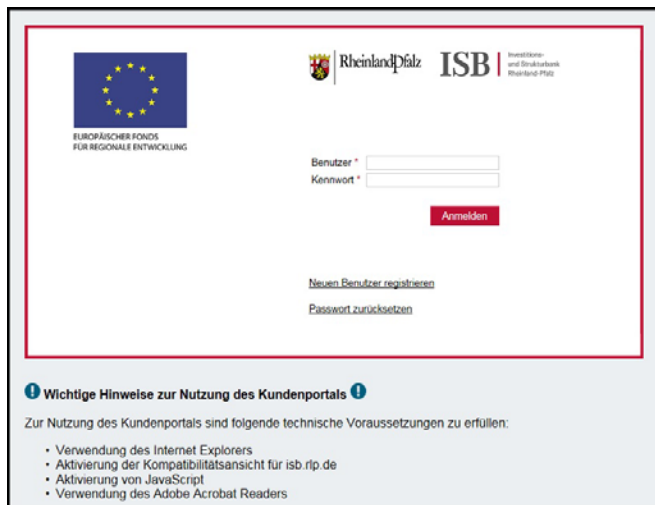 RheinlandPfalz
ISB
Investitions-
und Strukturbank
Rheinland-Pfalz
EUROPÄISCHER FONDS
FÜR REGIONALE ENTWICKLUNG
Benutzer *
Kennwort *
Anmelden
Neuen Benutzer registrieren
Passwort zurücksetzen
! Wichtige Hinweise zur Nutzung des Kundenportals !
Zur Nutzung des Kundenportals sind folgende technische Voraussetzungen zu erfüllen:
• Verwendung des Internet Explorers
• Aktivierung der Kompatibilitätsansicht für isb.rlp.de
• Aktivierung von JavaScript
• Verwendung des Adobe Acrobat Readers